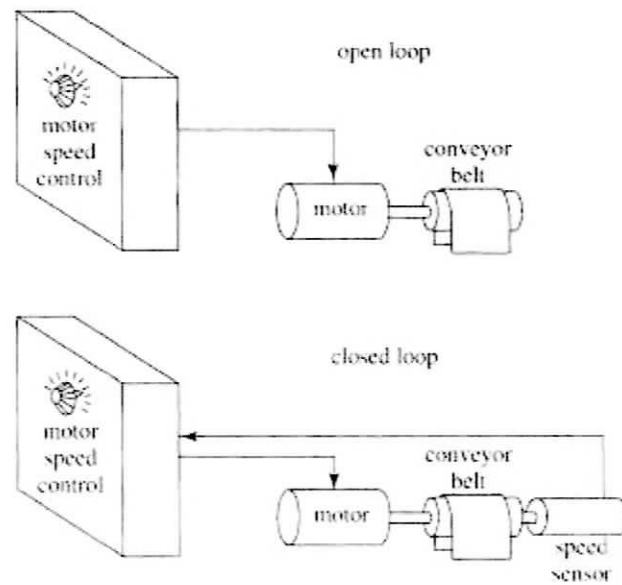 open loop
motor
speed
control
conveyor
belt
motor
closed loop
motor
speed
control
conveyor
belt
motor
speed
sensor